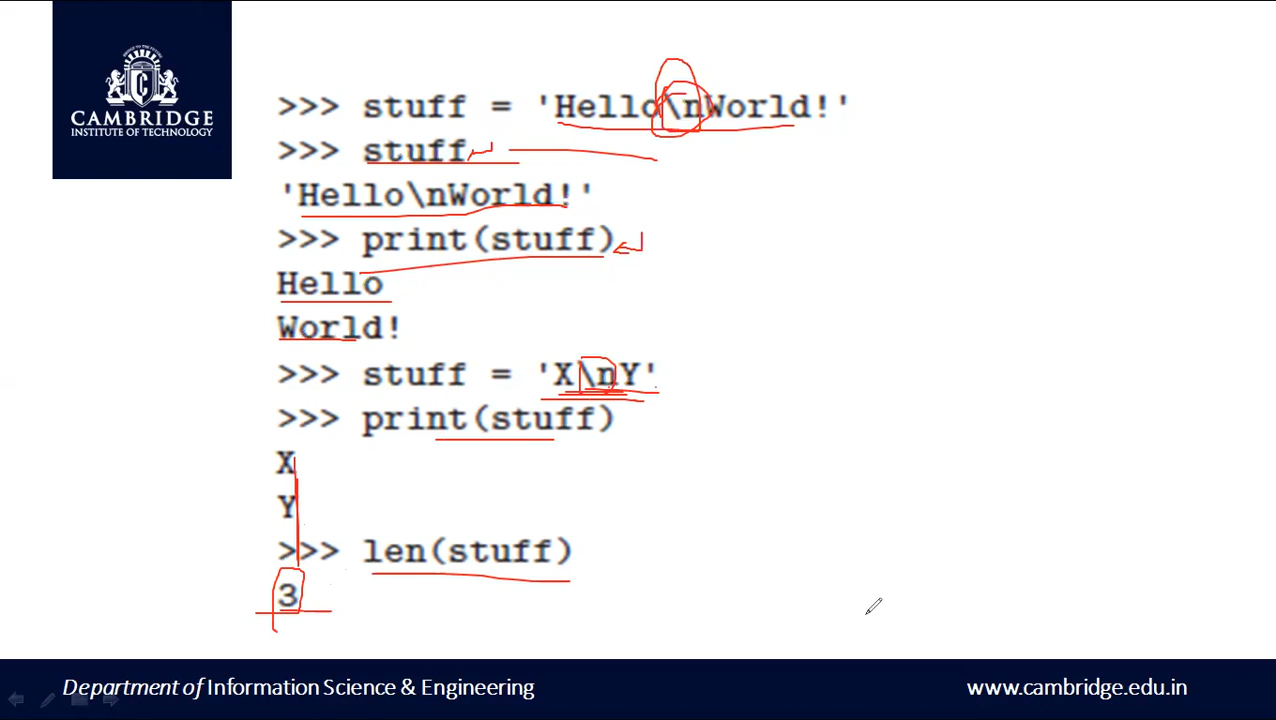 CAMBRIDGE
INSTITUTE OF TECHNOLOGY
>>> stuff = 'Hello\nWorld!'
>>> stuff
'Hello\nWorld!'
>>> print(stuff)
Hello
World!
>>> stuff = 'X\nY'
>>> print(stuff)
X
Y
>>> len(stuff)
3
Department of Information Science & Engineering
www.cambridge.edu.in